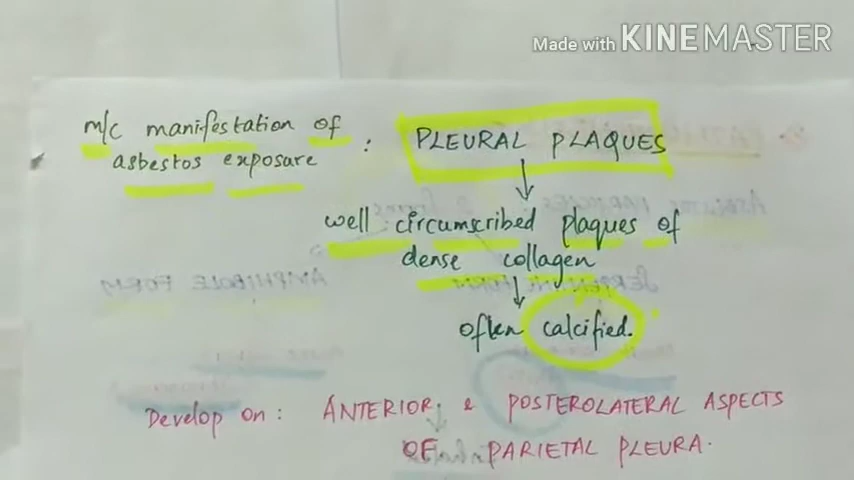 Made with KINEMASTER
m/c manifestation of
asbestos exposure : PLEURAL PLAQUES
well circumscribed plaques of
dense collagen
often calcified.
Develop on : ANTERIOR & POSTEROLATERAL ASPECTS
OF PARIETAL PLEURA.